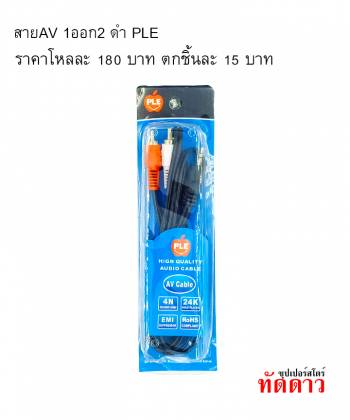 สายAV 1ออก2 ดำ PLE
ราคาโหลละ 180 บาท ตกชิ้นละ 15 บาท
PLE
PLE
HIGH QUALITY
AUDIO CABLE
AV Cable
4N 24K
EMI RoHS
ซุปเปอร์สโตร์
ทัดดาว